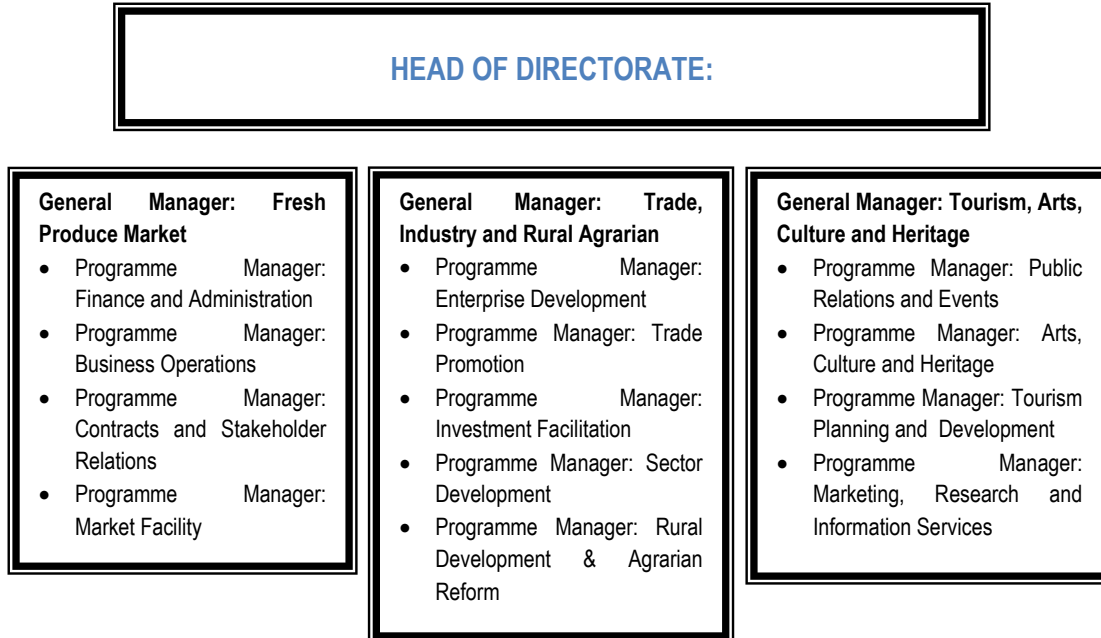 HEAD OF DIRECTORATE:
General Manager: Fresh
Produce Market
• Programme Manager:
Finance and Administration
• Programme Manager:
Business Operations
• Programme Manager:
Contracts and Stakeholder
Relations
• Programme Manager:
Market Facility
General Manager: Trade,
Industry and Rural Agrarian
• Programme Manager:
Enterprise Development
• Programme Manager: Trade
Promotion
• Programme Manager:
Investment Facilitation
• Programme Manager: Sector
Development
• Programme Manager: Rural
Development & Agrarian
Reform
General Manager: Tourism, Arts,
Culture and Heritage
• Programme Manager: Public
Relations and Events
• Programme Manager: Arts,
Culture and Heritage
• Programme Manager: Tourism
Planning and Development
• Programme Manager:
Marketing, Research and
Information Services